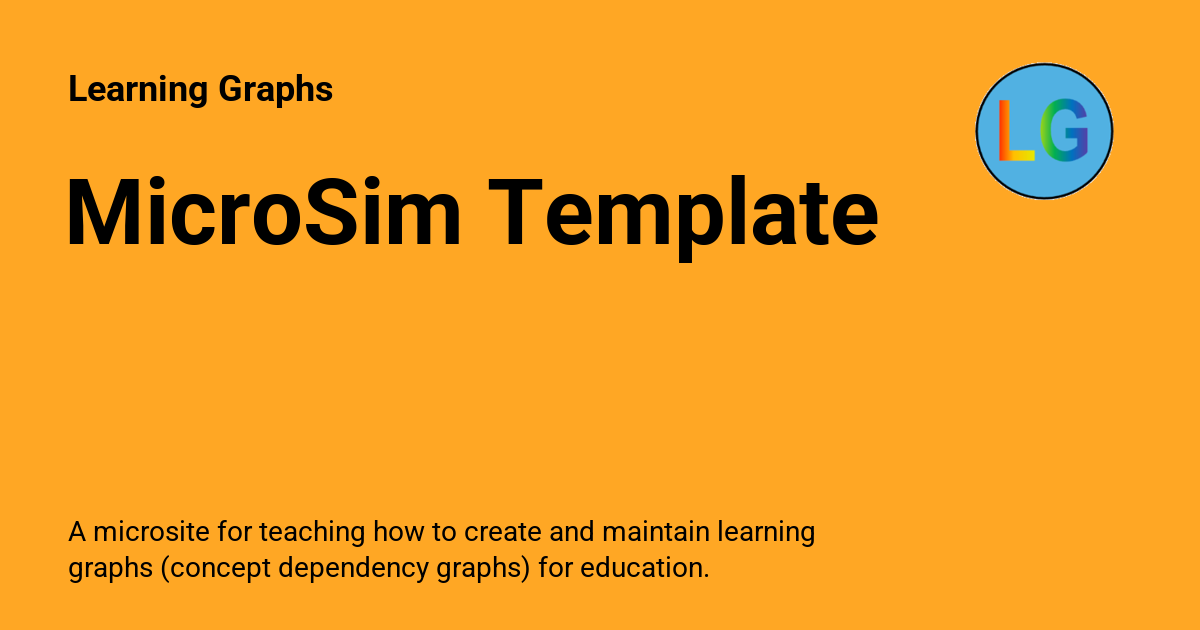 Learning Graphs
LG
MicroSim Template
A microsite for teaching how to create and maintain learning
graphs (concept dependency graphs) for education.